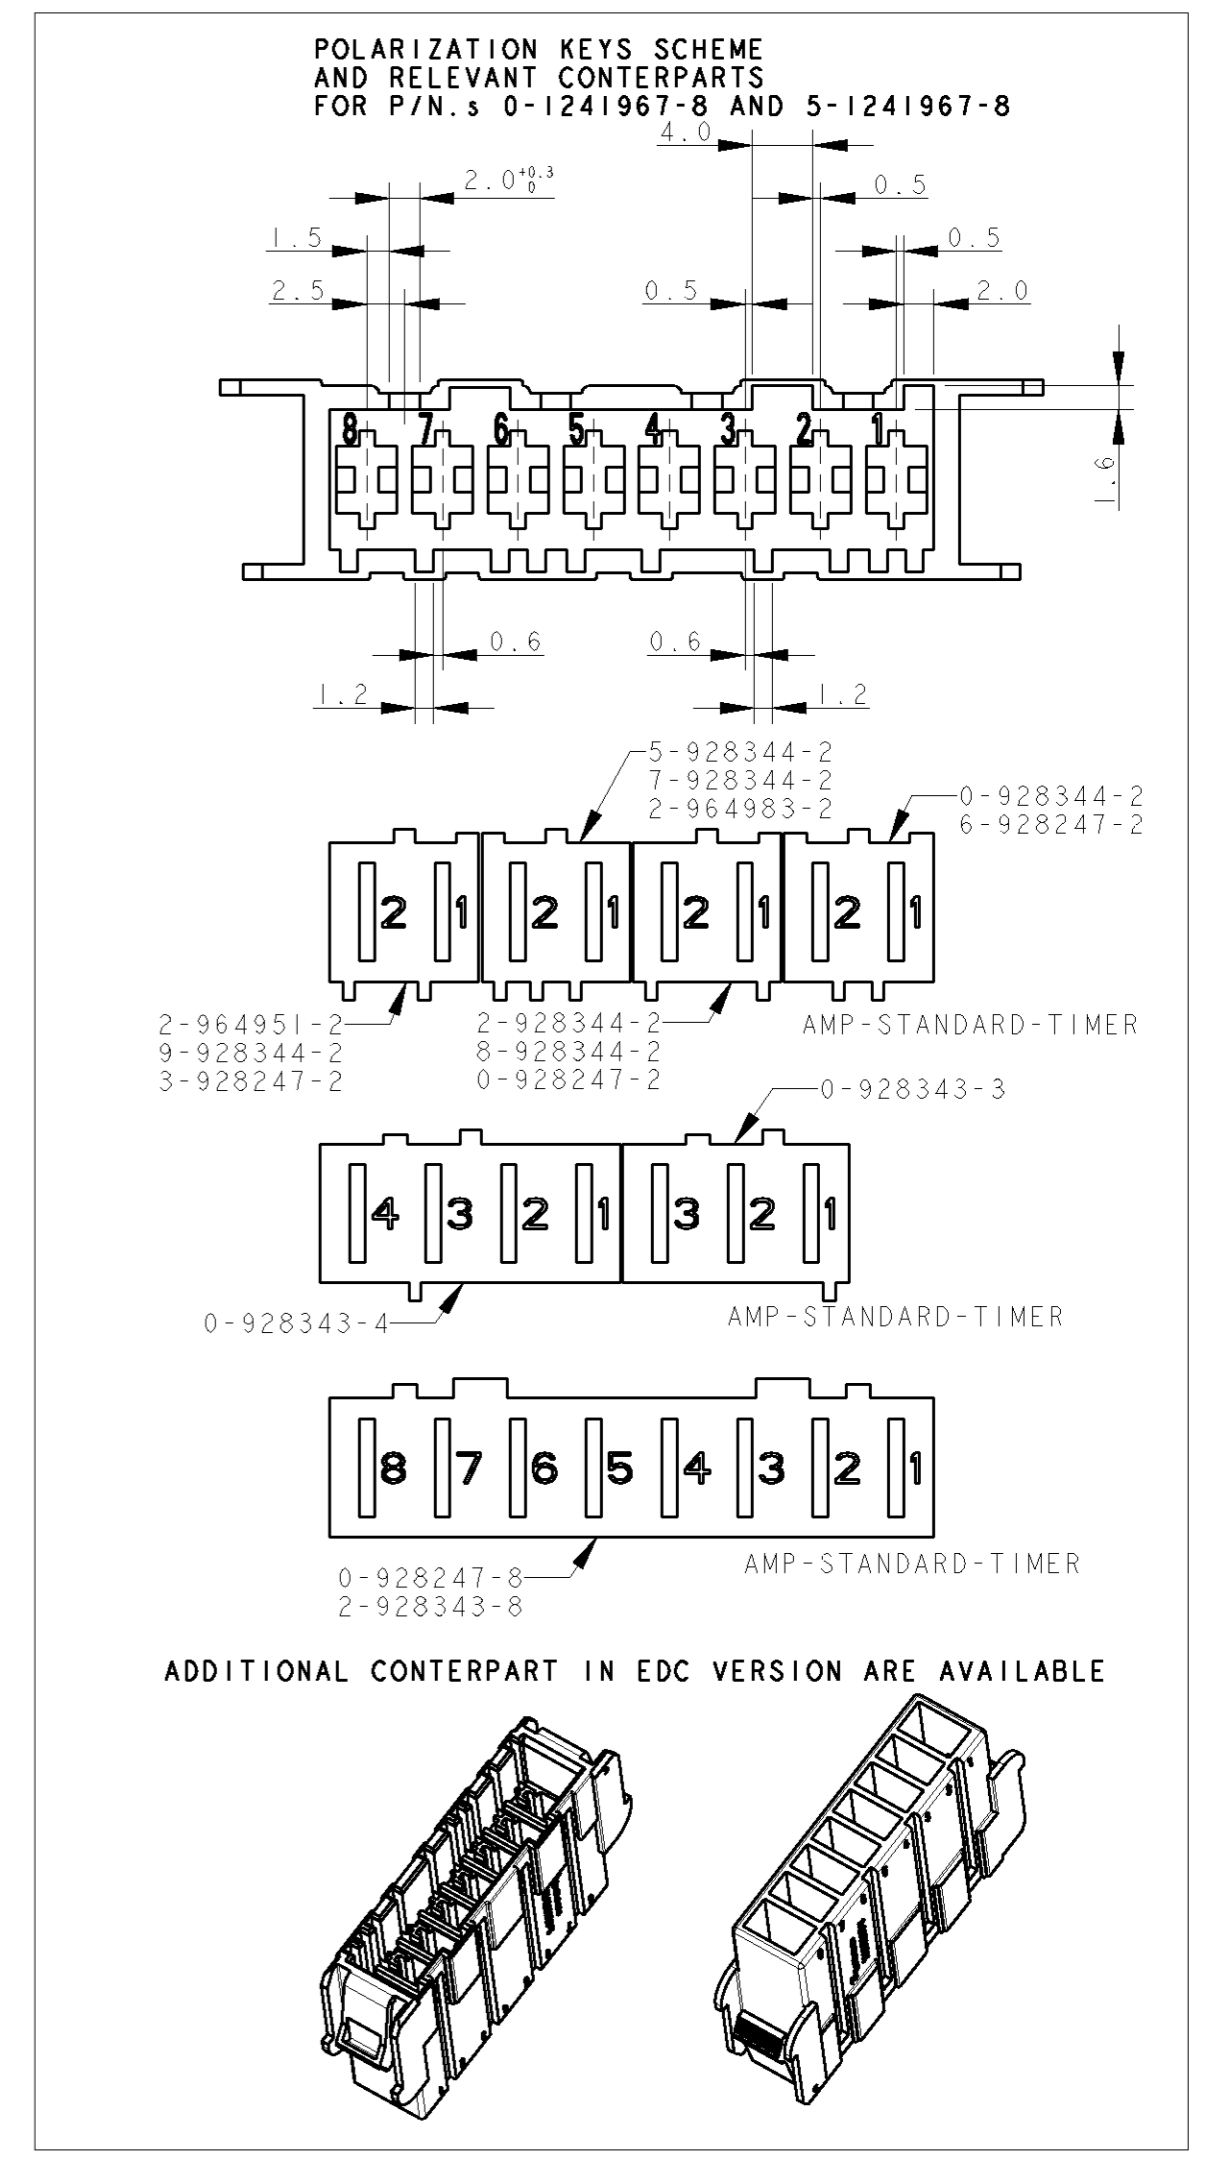 POLARIZATION KEYS SCHEME
AND RELEVANT CONTERPARTS
FOR P/N.s 0-1241967-8 AND 5-1241967-8
4.0
2.0 +0.3 0
0.5
1.5
0.5
2.5
0.5
2.0
8 7 6 5 4 3 2 1
1.6
0.6
0.6
1.2
1.2
5-928344-2
7-928344-2
2-964983-2
0-928344-2
6-928247-2
2 1 2 1 2 1 2 1
2-964951-2
9-928344-2
3-928247-2
2-928344-2
8-928344-2
0-928247-2
AMP-STANDARD-TIMER
0-928343-3
4 3 2 1 3 2 1
0-928343-4
AMP-STANDARD-TIMER
8 7 6 5 4 3 2 1
0-928247-8
2-928343-8
AMP-STANDARD-TIMER
ADDITIONAL CONTERPART IN EDC VERSION ARE AVAILABLE